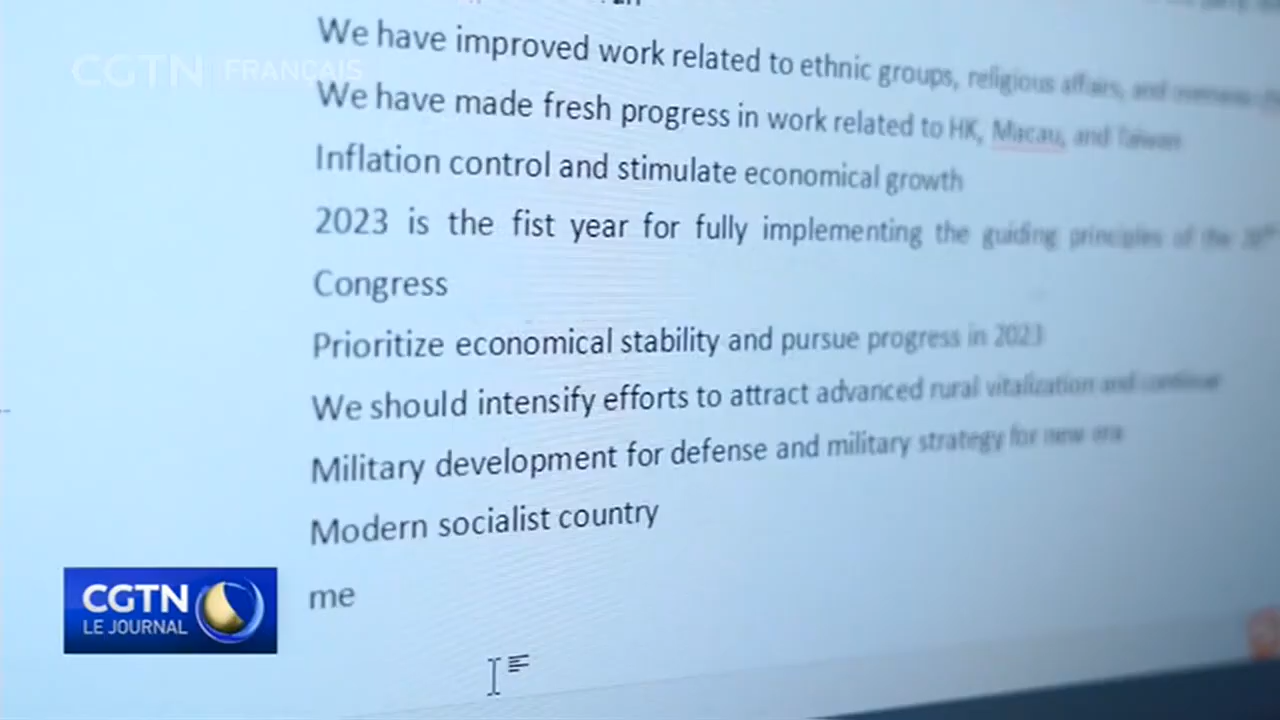 CGTN FRANÇAIS
We have improved work related to ethnic groups, religious affairs, and overseas
We have made fresh progress in work related to HK, Macau, and Taiwan
Inflation control and stimulate economical growth
2023 is the fist year for fully implementing the guiding principles of the 20th
Congress
Prioritize economical stability and pursue progress in 2023
We should intensify efforts to attract advanced rural vitalization and continue
Military development for defense and military strategy for new era
Modern socialist country
me
CGTN
LE JOURNAL